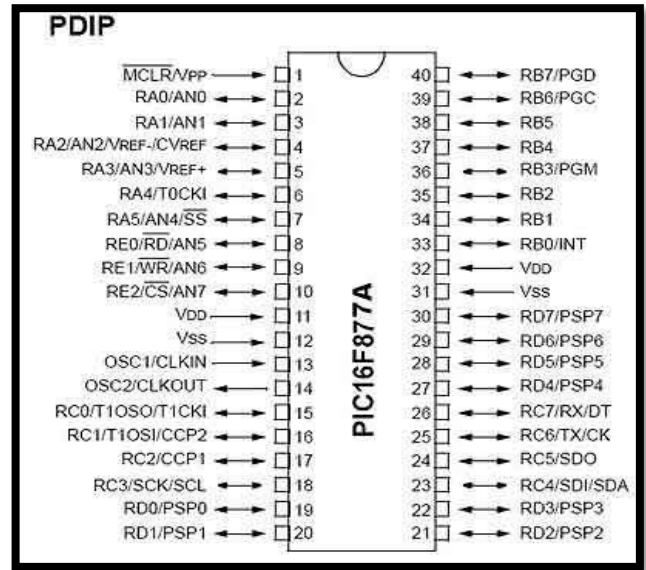 PDIP
MCLR/VPP 1 40 RB7/PGD
RA0/AN0 2 39 RB6/PGC
RA1/AN1 3 38 RB5
RA2/AN2/VREF-/CVREF 4 37 RB4
RA3/AN3/VREF+ 5 36 RB3/PGM
RA4/T0CKI 6 35 RB2
RA5/AN4/SS 7 34 RB1
RE0/RD/AN5 8 33 RB0/INT
RE1/WR/AN6 9 32 VDD
RE2/CS/AN7 10 31 VSS
VDD 11 30 RD7/PSP7
VSS 12 29 RD6/PSP6
OSC1/CLKIN 13 28 RD5/PSP5
OSC2/CLKOUT 14 27 RD4/PSP4
RC0/T1OSO/T1CKI 15 26 RC7/RX/DT
RC1/T1OSI/CCP2 16 25 RC6/TX/CK
RC2/CCP1 17 24 RC5/SDO
RC3/SCK/SCL 18 23 RC4/SDI/SDA
RD0/PSP0 19 22 RD3/PSP3
RD1/PSP1 20 21 RD2/PSP2
PIC16F877A